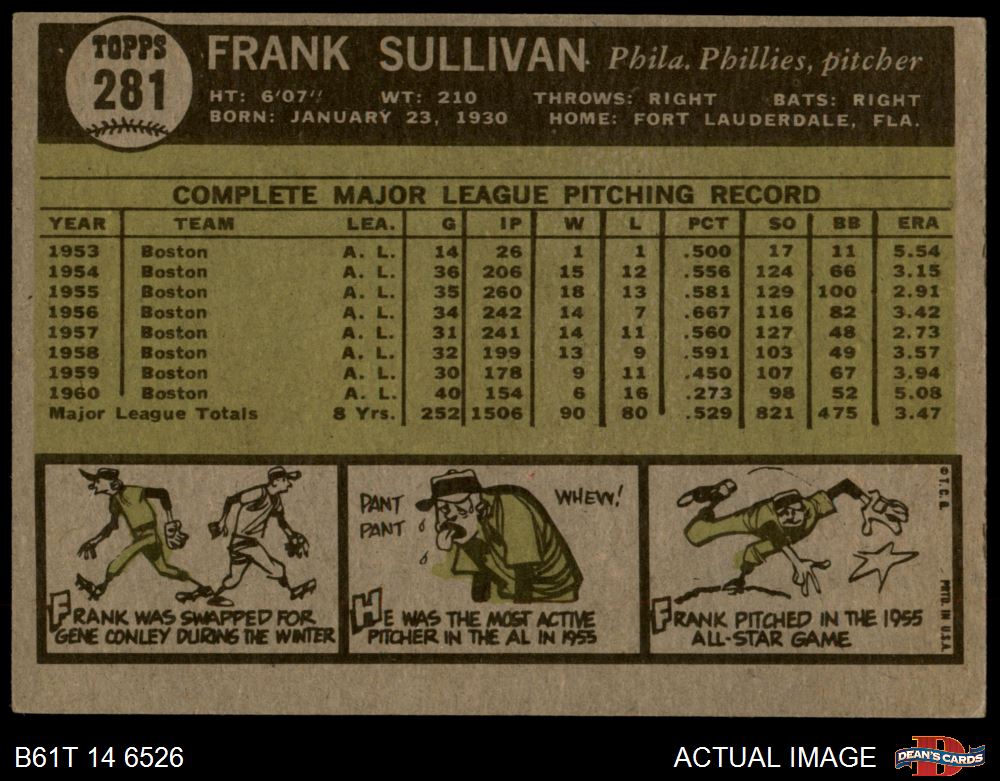 TOPPS
281
FRANK SULLIVAN Phila. Phillies, pitcher
HT: 6'07" WT: 210 THROWS: RIGHT BATS: RIGHT
BORN: JANUARY 23, 1930 HOME: FORT LAUDERDALE, FLA.
COMPLETE MAJOR LEAGUE PITCHING RECORD
YEAR TEAM LEA. G IP W L PCT SO BB ERA
1953 Boston A. L. 14 26 1 1 .500 17 11 5.54
1954 Boston A. L. 36 206 15 12 .556 124 66 3.15
1955 Boston A. L. 35 260 18 13 .581 129 100 2.91
1956 Boston A. L. 34 242 14 7 .667 116 82 3.42
1957 Boston A. L. 31 241 14 11 .560 127 48 2.73
1958 Boston A. L. 32 199 13 9 .591 103 49 3.57
1959 Boston A. L. 30 178 9 11 .450 107 67 3.94
1960 Boston A. L. 40 154 6 16 .273 98 52 5.08
Major League Totals 8 Yrs. 252 1506 90 80 .529 821 475 3.47
FRANK WAS SWAPPED FOR
GENE CONLEY DURING THE WINTER
PANT
PANT
WHEW!
HE WAS THE MOST ACTIVE
PITCHER IN THE AL IN 1955
FRANK PITCHED IN THE 1955
ALL-STAR GAME
© T.C.G.
PRTD. IN U.S.A.
B61T 14 6526
ACTUAL IMAGE
D
DEAN'S CARDS